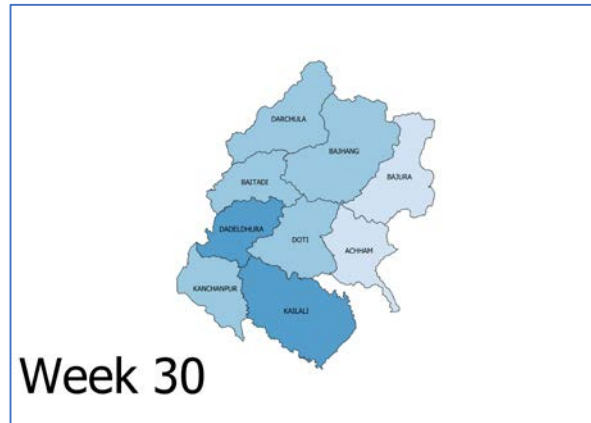 DARCHULA
BAJHANG
BAJURA
BAITADI
DADELDHURA
DOTI
ACHHAM
KANCHANPUR
KAILALI
Week 30